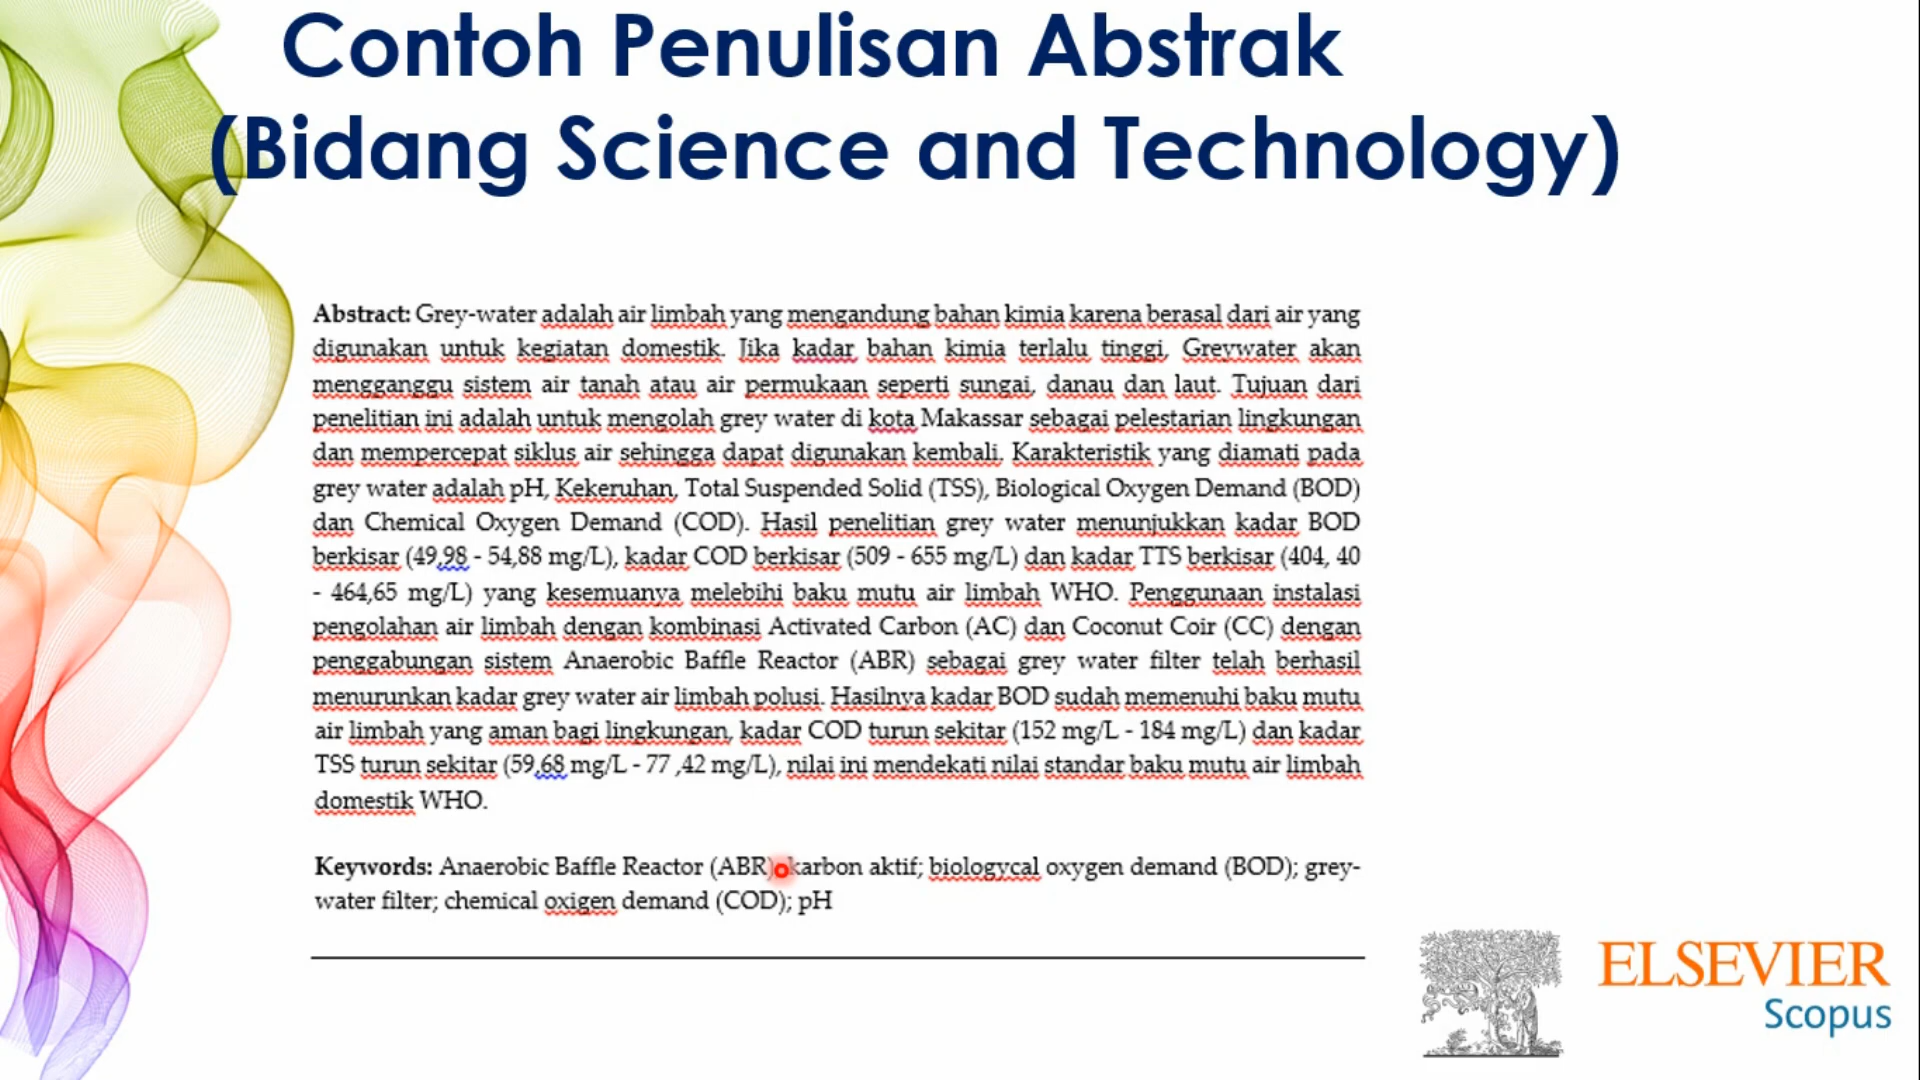 Contoh Penulisan Abstrak
(Bidang Science and Technology)
Abstract: Grey-water adalah air limbah yang mengandung bahan kimia karena berasal dari air yang
digunakan untuk kegiatan domestik. Jika kadar bahan kimia terlalu tinggi, Greywater akan
mengganggu sistem air tanah atau air permukaan seperti sungai, danau dan laut. Tujuan dari
penelitian ini adalah untuk mengolah grey water di kota Makassar sebagai pelestarian lingkungan
dan mempercepat siklus air sehingga dapat digunakan kembali. Karakteristik yang diamati pada
grey water adalah pH, Kekeruhan, Total Suspended Solid (TSS), Biological Oxygen Demand (BOD)
dan Chemical Oxygen Demand (COD). Hasil penelitian grey water menunjukkan kadar BOD
berkisar (49,98 - 54,88 mg/L), kadar COD berkisar (509 - 655 mg/L) dan kadar TTS berkisar (404, 40
- 464,65 mg/L) yang kesemuanya melebihi baku mutu air limbah WHO. Penggunaan instalasi
pengolahan air limbah dengan kombinasi Activated Carbon (AC) dan Coconut Coir (CC) dengan
penggabungan sistem Anaerobic Baffle Reactor (ABR) sebagai grey water filter telah berhasil
menurunkan kadar grey water air limbah polusi. Hasilnya kadar BOD sudah memenuhi baku mutu
air limbah yang aman bagi lingkungan, kadar COD turun sekitar (152 mg/L - 184 mg/L) dan kadar
TSS turun sekitar (59,68 mg/L - 77 ,42 mg/L), nilai ini mendekati nilai standar baku mutu air limbah
domestik WHO.
Keywords: Anaerobic Baffle Reactor (ABR) karbon aktif; biologycal oxygen demand (BOD); grey-
water filter; chemical oxigen demand (COD); pH
ELSEVIER
Scopus